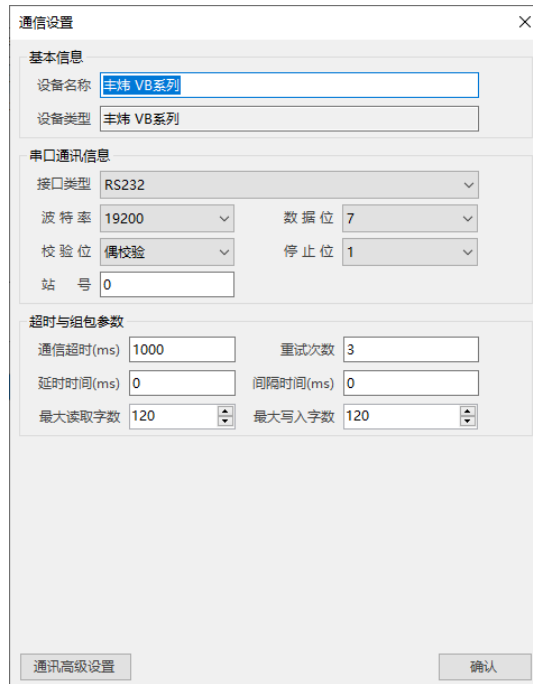 通信设置
基本信息
设备名称 丰炜 VB系列
设备类型 丰炜 VB系列
串口通讯信息
接口类型 RS232
波特率 19200 数据位 7
校验位 偶校验 停止位 1
站号 0
超时与组包参数
通信超时(ms) 1000 重试次数 3
延时时间(ms) 0 间隔时间(ms) 0
最大读取字数 120 最大写入字数 120
通讯高级设置 确认